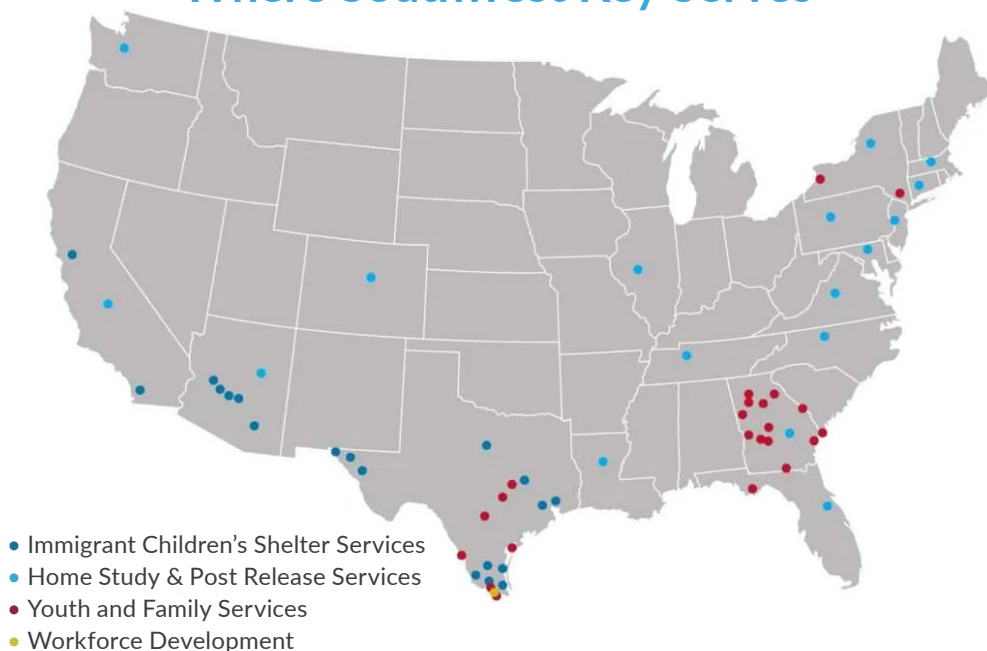 Where Southwest Key Serves
Immigrant Children's Shelter Services
Home Study & Post Release Services
Youth and Family Services
Workforce Development